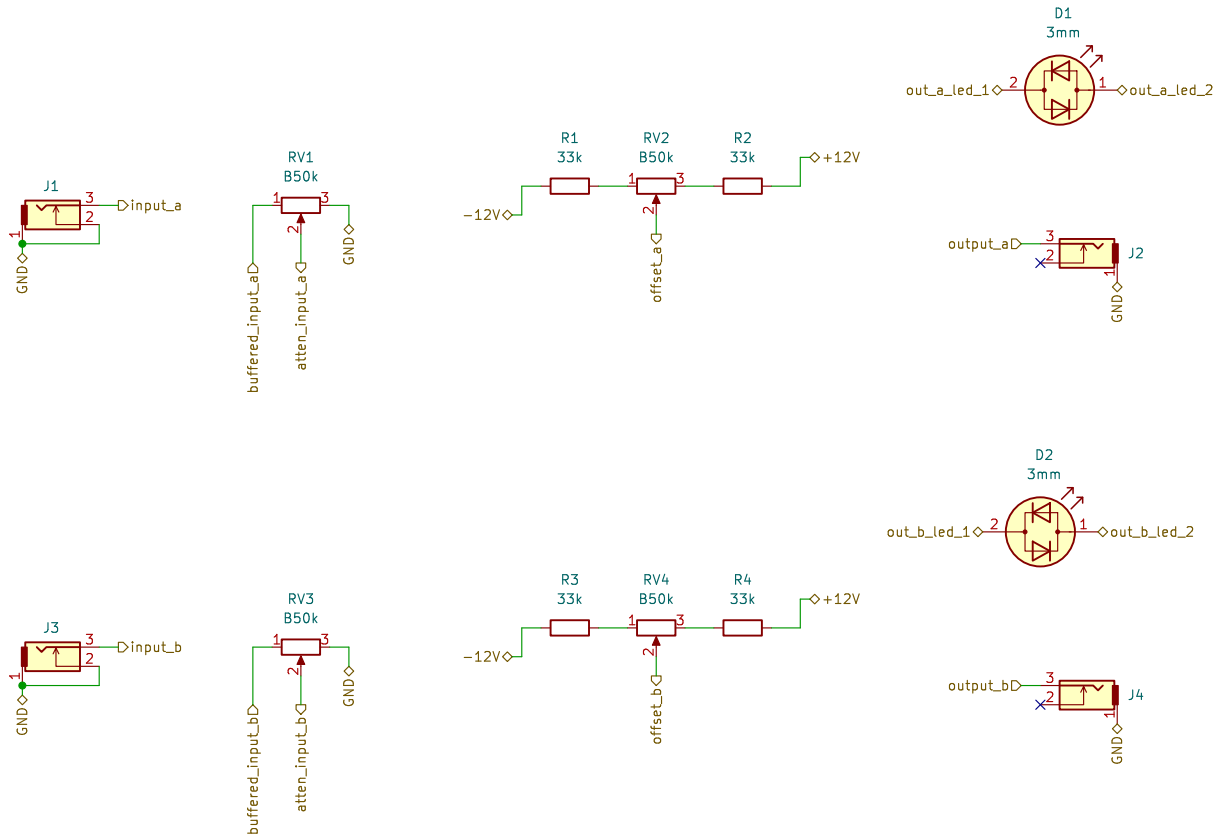 D1
3mm
out_a_led_1 2 1 out_a_led_2
R1
33k
RV2
B50k
R2
33k
+12V
RV1
B50k
J1
3
2
1
input_a
GND
1 3
2
buffered_input_a
atten_input_a
GND
-12V
1 3
2
offset_a
output_a 3
2
1
J2
GND
D2
3mm
out_b_led_1 2 1 out_b_led_2
R3
33k
RV4
B50k
R4
33k
+12V
RV3
B50k
J3
3
2
1
input_b
GND
1 3
2
buffered_input_b
atten_input_b
GND
-12V
1 3
2
offset_b
output_b 3
2
1
J4
GND